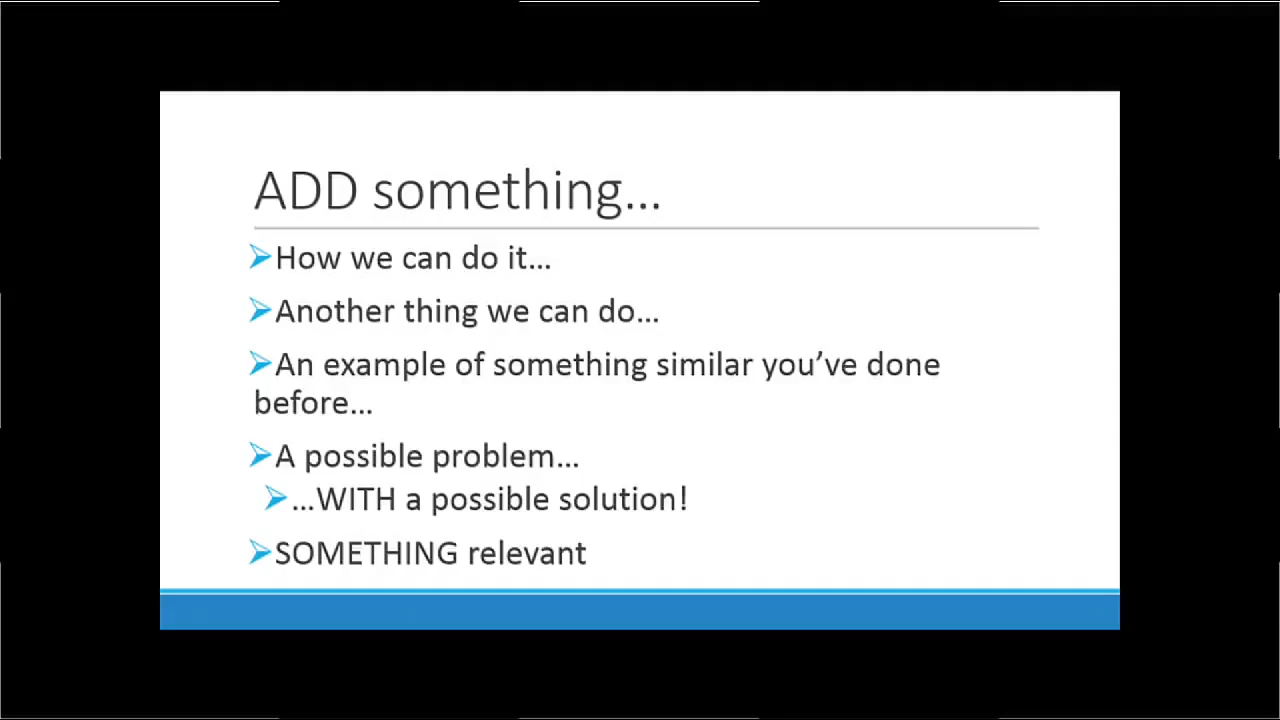 ADD something...
How we can do it...
Another thing we can do...
An example of something similar you’ve done
before...
A possible problem...
...WITH a possible solution!
SOMETHING relevant